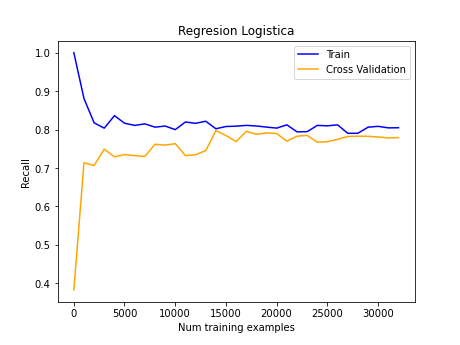 Regresion Logistica
Train
Cross Validation
Recall
1.0
0.9
0.8
0.7
0.6
0.5
0.4
0 5000 10000 15000 20000 25000 30000
Num training examples